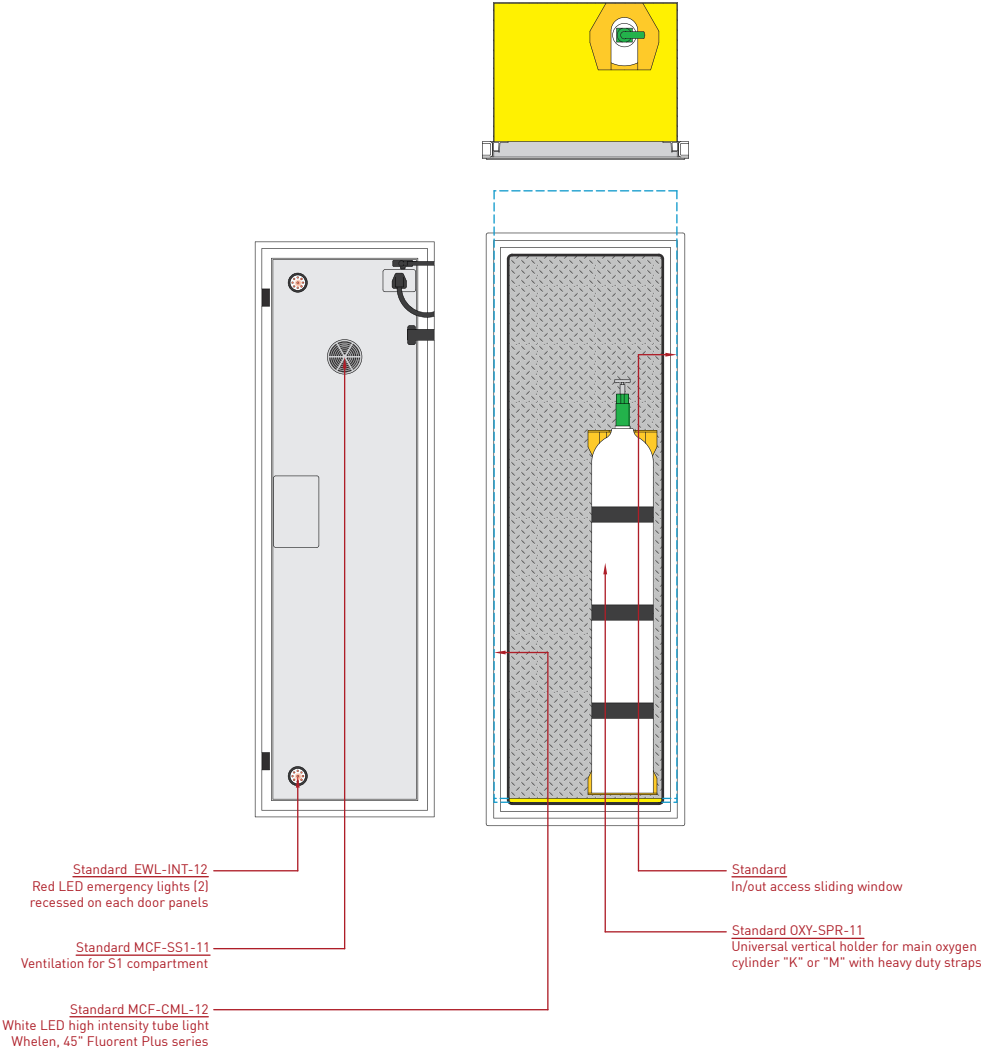 Standard EWL-INT-12
Red LED emergency lights (2)
recessed on each door panels
Standard MCF-SS1-11
Ventilation for S1 compartment
Standard MCF-CML-12
White LED high intensity tube light
Whelen, 45" Fluorent Plus series
Standard
In/out access sliding window
Standard OXY-SPR-11
Universal vertical holder for main oxygen
cylinder "K" or "M" with heavy duty straps